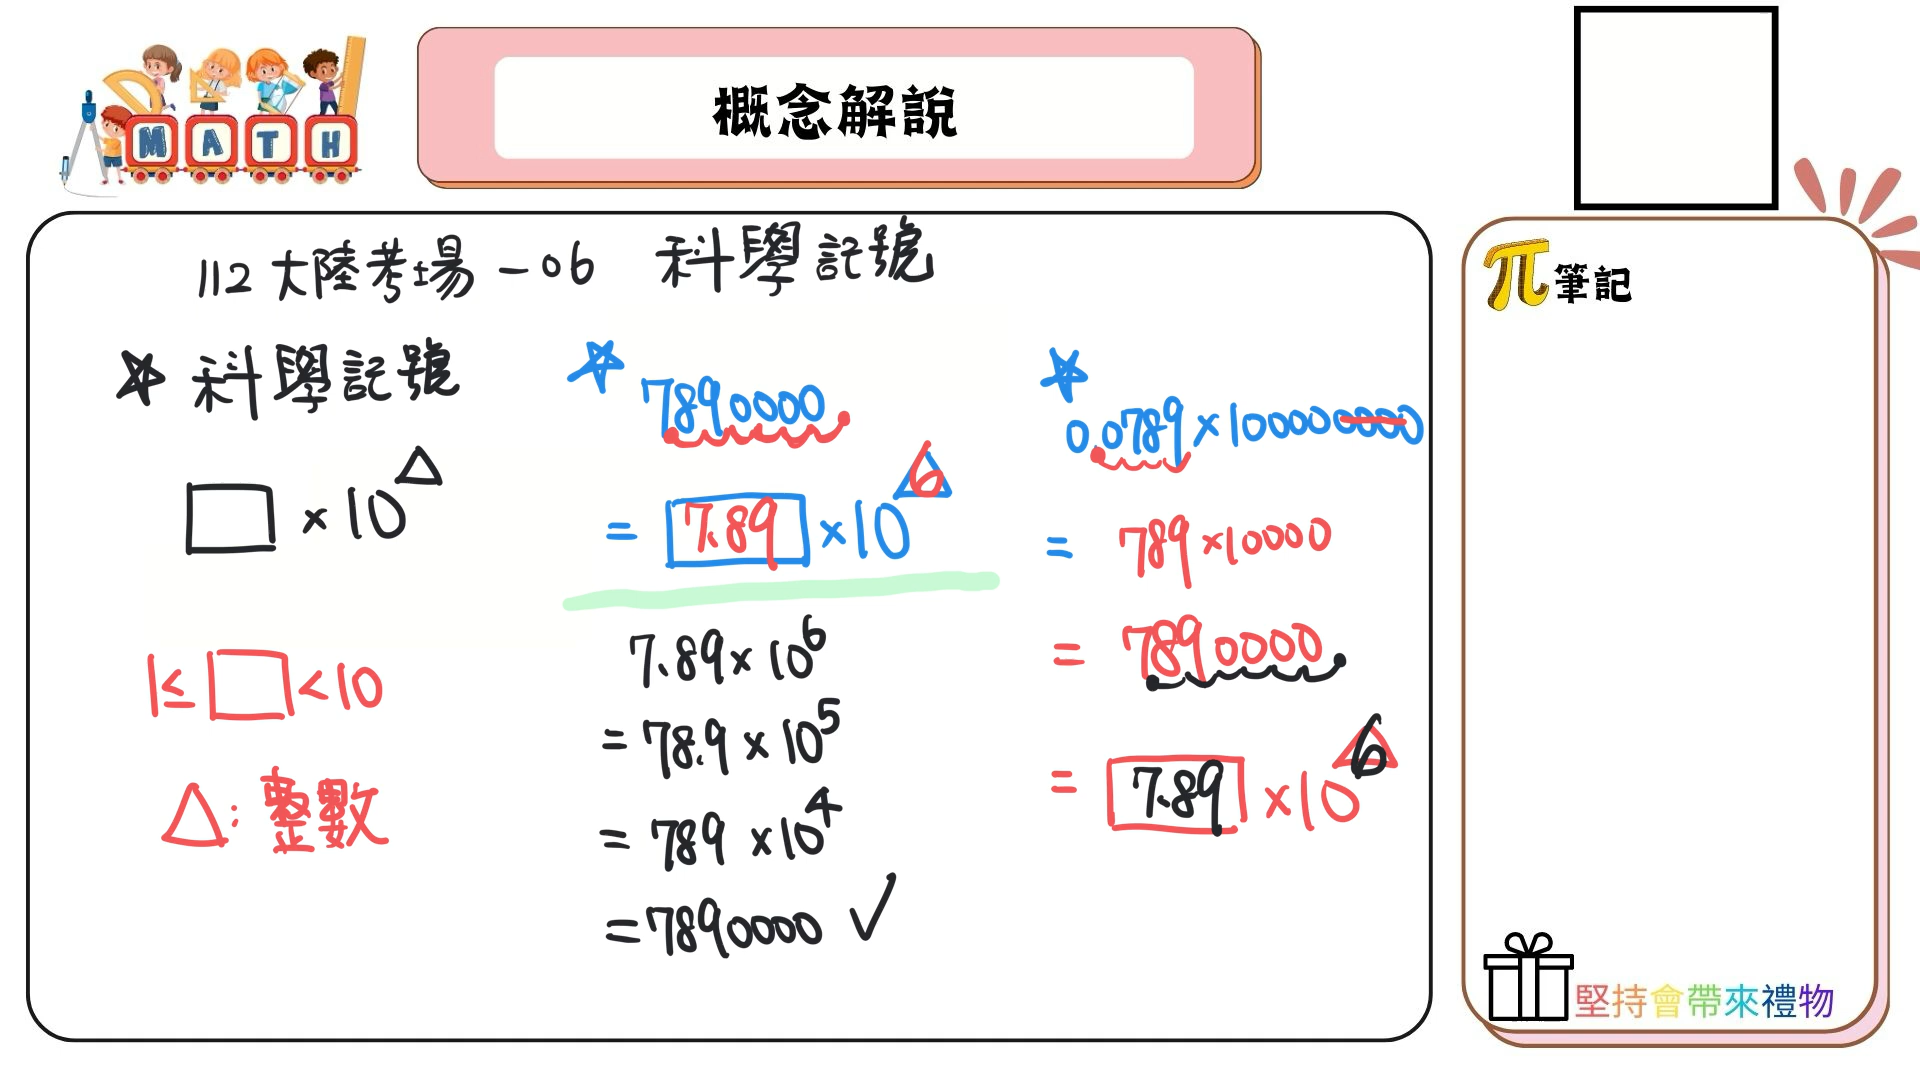 MATH
概念解說
112 大陸考場 -06 科學記號
科學記號
□ × 10^△
1 ≤ □ < 10
△: 整數
7890000
= 7.89 × 10^6
7.89 × 10^6
= 78.9 × 10^5
= 789 × 10^4
= 7890000 ✓
0.0789 × 100000000
= 789 × 10000
= 7890000
= 7.89 × 10^6
π筆記
堅持會帶來禮物